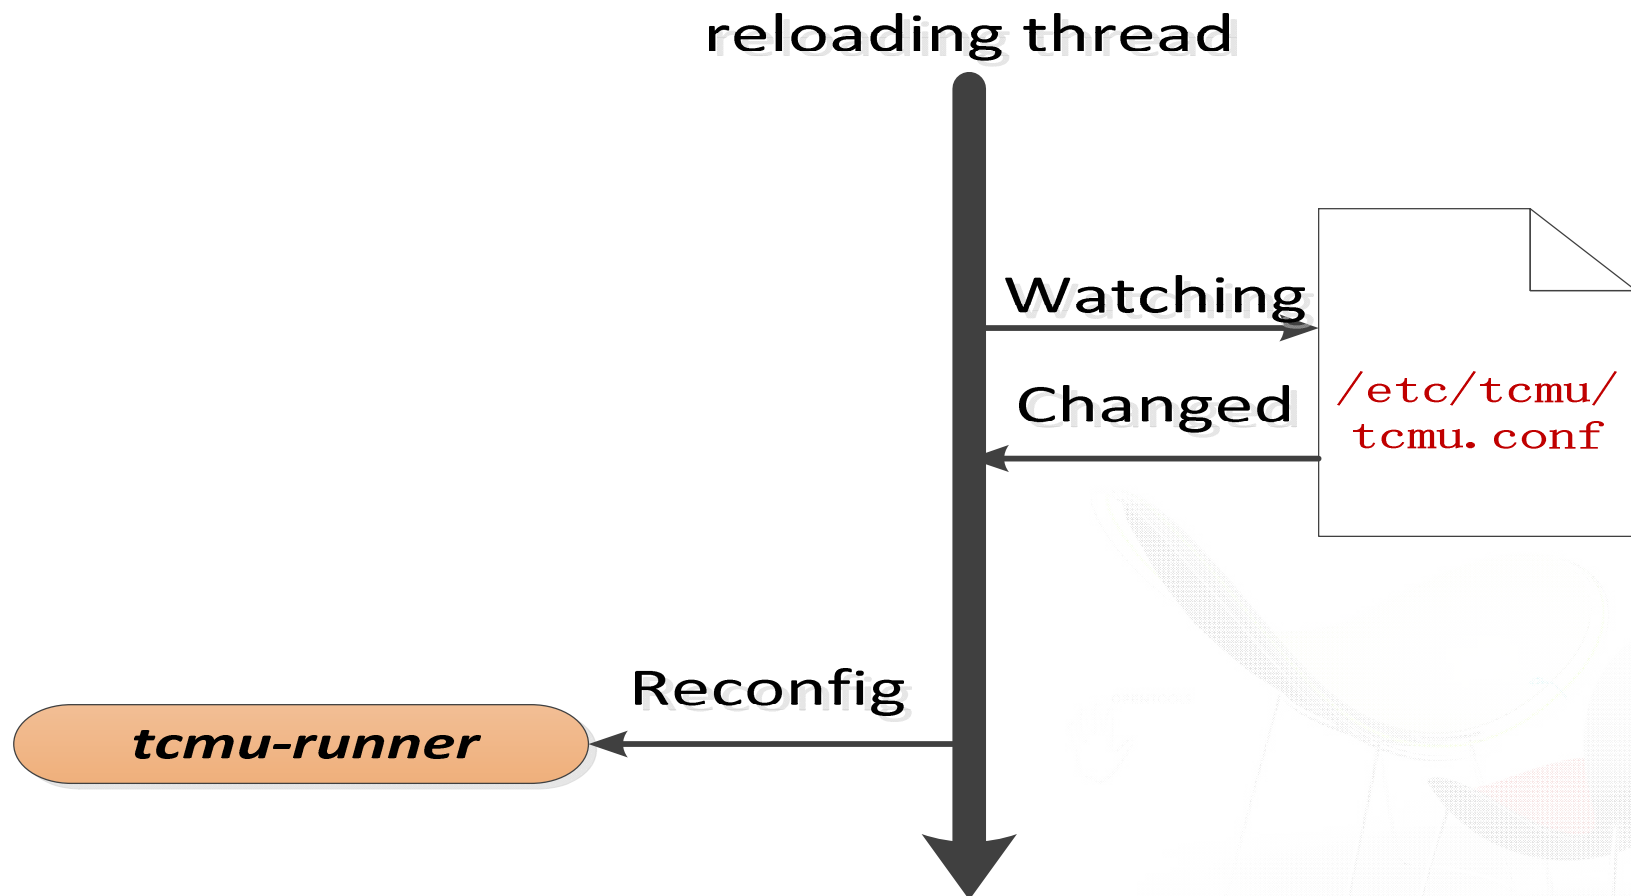 reloading thread
Watching
Changed
/etc/tcmu/
tcmu.conf
Reconfig
tcmu-runner